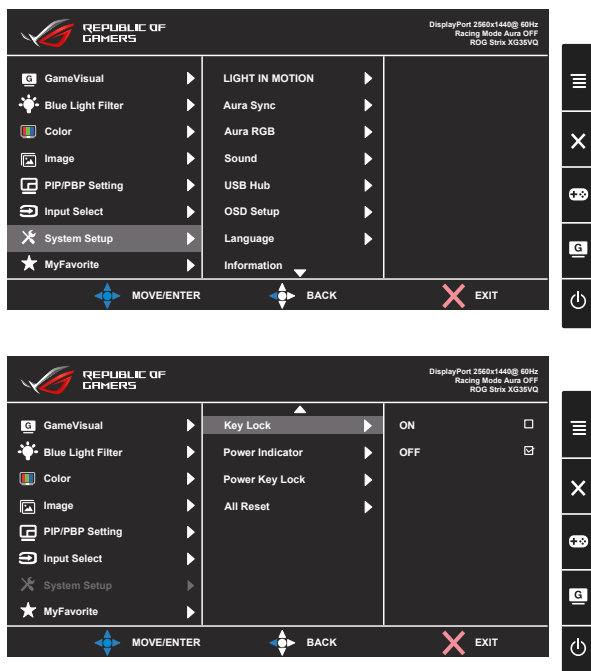 REPUBLIC OF
GAMERS
DisplayPort 2560x1440@ 60Hz
Racing Mode Aura OFF
ROG Strix XG35VQ
G GameVisual
Blue Light Filter
Color
Image
PIP/PBP Setting
Input Select
System Setup
MyFavorite
LIGHT IN MOTION
Aura Sync
Aura RGB
Sound
USB Hub
OSD Setup
Language
Information
MOVE/ENTER
BACK
EXIT
G
REPUBLIC OF
GAMERS
DisplayPort 2560x1440@ 60Hz
Racing Mode Aura OFF
ROG Strix XG35VQ
G GameVisual
Blue Light Filter
Color
Image
PIP/PBP Setting
Input Select
System Setup
MyFavorite
Key Lock
Power Indicator
Power Key Lock
All Reset
ON
OFF
MOVE/ENTER
BACK
EXIT
G